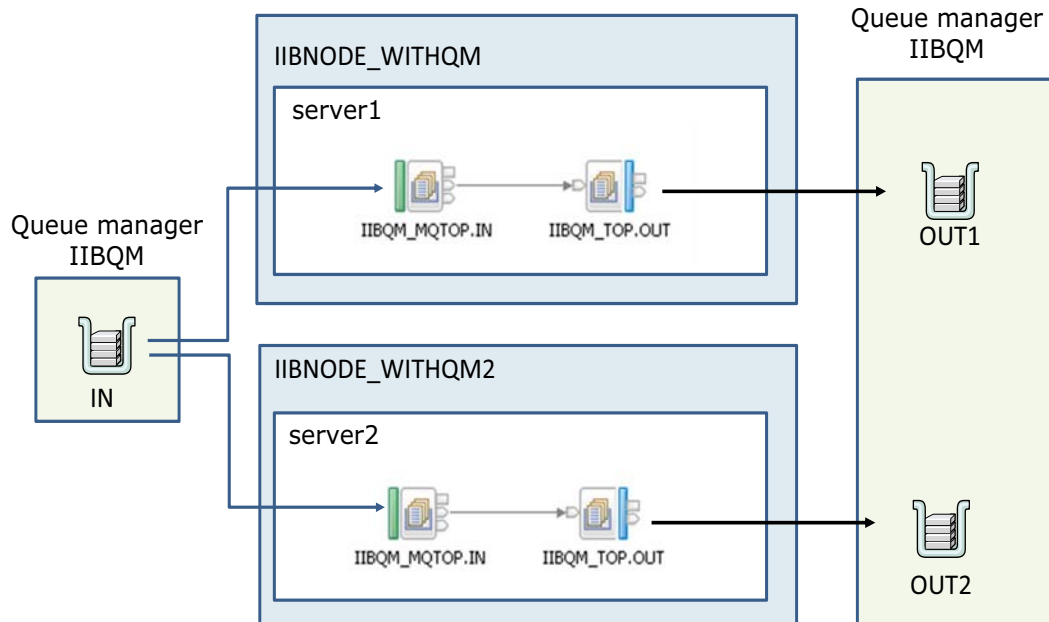 Queue manager
IIBQM
IIBNODE_WITHQM
server1
IIBQM_MQTOP.IN
IIBQM_TOP.OUT
OUT1
Queue manager
IIBQM
IN
IIBNODE_WITHQM2
server2
IIBQM_MQTOP.IN
IIBQM_TOP.OUT
OUT2